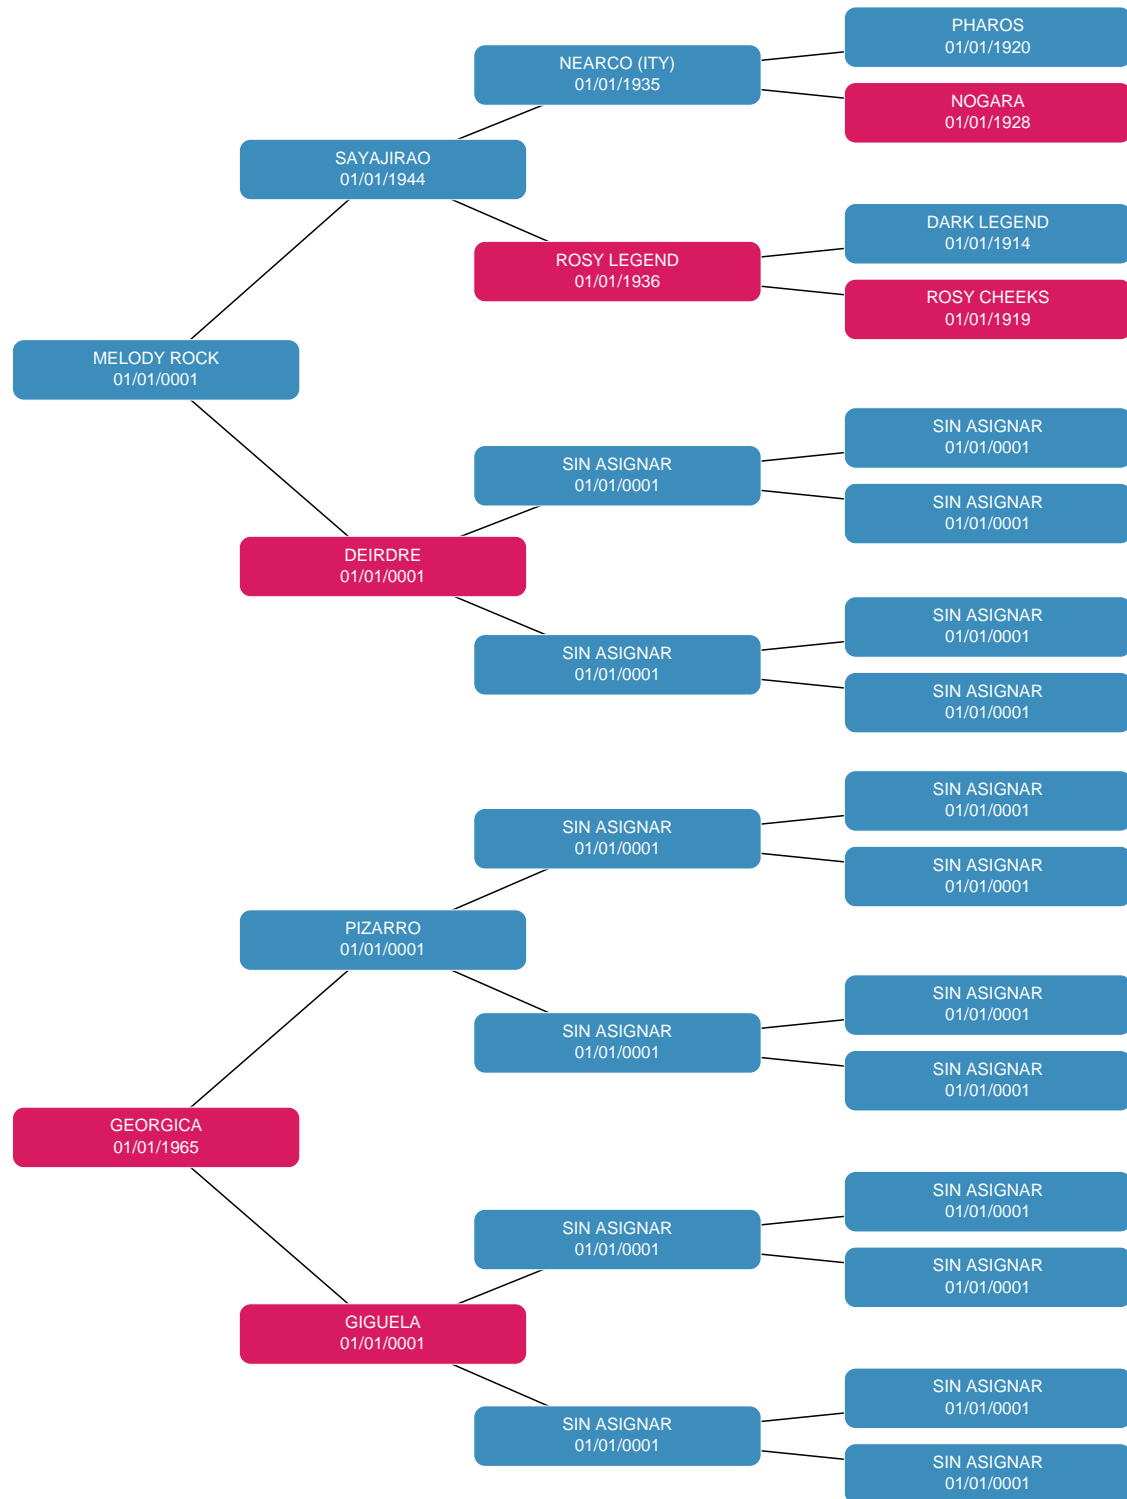 PHAROS
01/01/1920
NEARCO (ITY)
01/01/1935
NOGARA
01/01/1928
SAYAJIRAO
01/01/1944
DARK LEGEND
01/01/1914
ROSY LEGEND
01/01/1936
ROSY CHEEKS
01/01/1919
MELODY ROCK
01/01/0001
SIN ASIGNAR
01/01/0001
SIN ASIGNAR
01/01/0001
SIN ASIGNAR
01/01/0001
DEIRDRE
01/01/0001
SIN ASIGNAR
01/01/0001
SIN ASIGNAR
01/01/0001
SIN ASIGNAR
01/01/0001
SIN ASIGNAR
01/01/0001
SIN ASIGNAR
01/01/0001
SIN ASIGNAR
01/01/0001
PIZARRO
01/01/0001
SIN ASIGNAR
01/01/0001
SIN ASIGNAR
01/01/0001
SIN ASIGNAR
01/01/0001
GEORGICA
01/01/1965
SIN ASIGNAR
01/01/0001
SIN ASIGNAR
01/01/0001
SIN ASIGNAR
01/01/0001
GIGUELA
01/01/0001
SIN ASIGNAR
01/01/0001
SIN ASIGNAR
01/01/0001
SIN ASIGNAR
01/01/0001